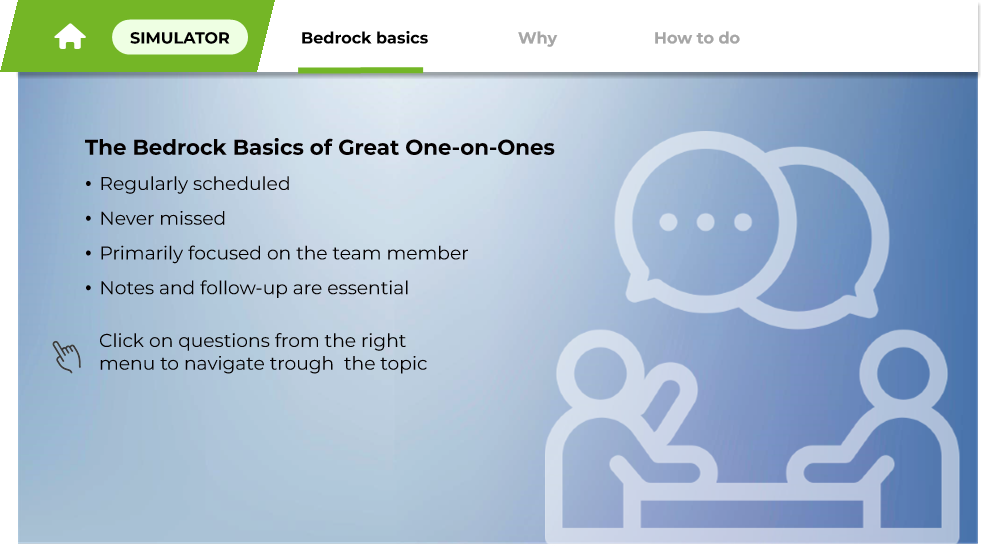 SIMULATOR
Bedrock basics
Why
How to do
The Bedrock Basics of Great One-on-Ones
• Regularly scheduled
• Never missed
• Primarily focused on the team member
• Notes and follow-up are essential
Click on questions from the right
menu to navigate trough the topic